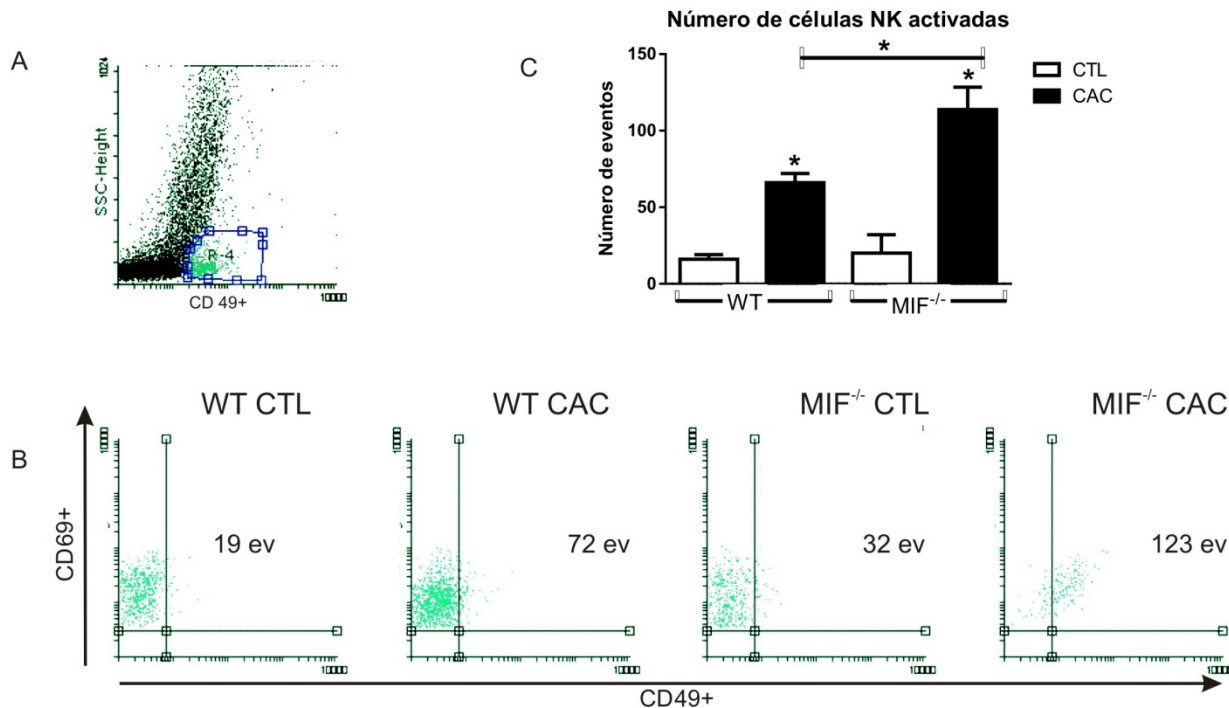 A
1024
SSC-Height
R-4
CD 49+
C
Número de células NK activadas
*
CTL
CAC
Número de eventos
150
100
50
0
*
*
WT
MIF-/-
B
WT CTL
WT CAC
MIF-/- CTL
MIF-/- CAC
CD69+
19 ev
72 ev
32 ev
123 ev
CD49+